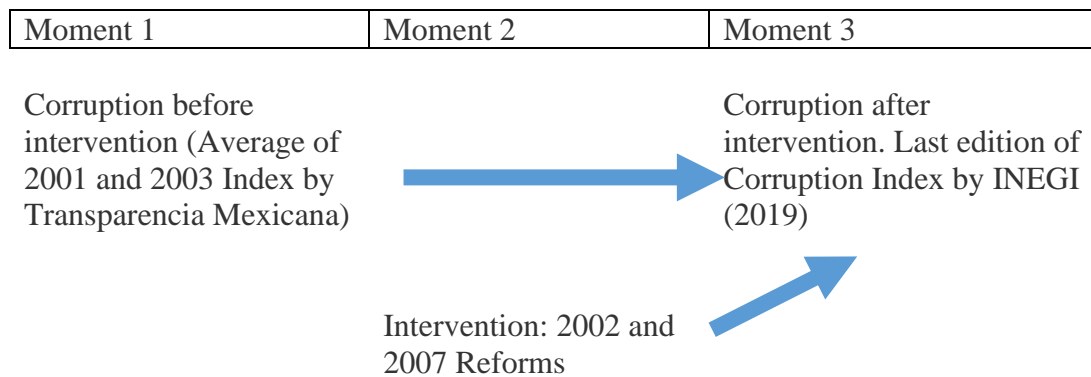 Moment 1
Moment 2
Moment 3
Corruption before
intervention (Average of
2001 and 2003 Index by
Transparencia Mexicana)
Corruption after
intervention. Last edition of
Corruption Index by INEGI
(2019)
Intervention: 2002 and
2007 Reforms